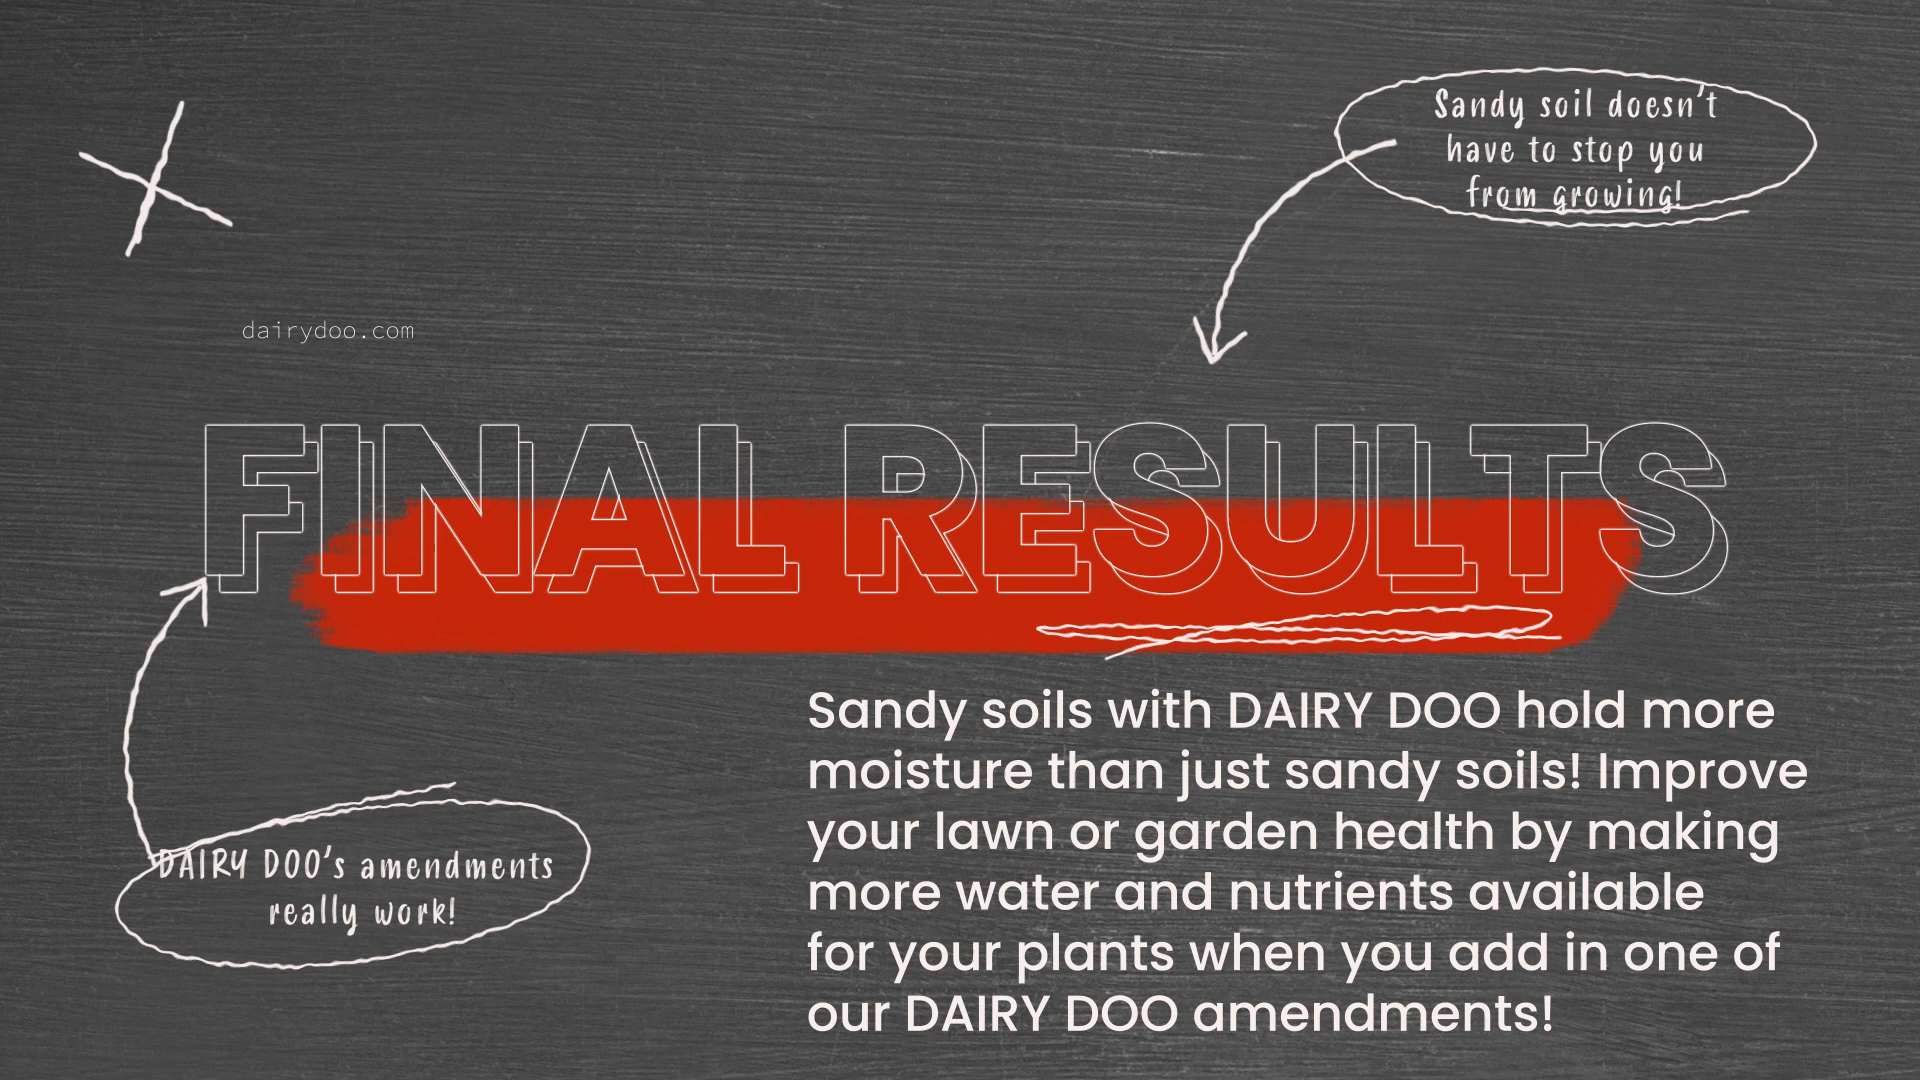 Sandy soil doesn't
have to stop you
from growing!
dairydoo.com
FINAL RESULTS
Sandy soils with DAIRY DOO hold more
moisture than just sandy soils! Improve
your lawn or garden health by making
more water and nutrients available
for your plants when you add in one of
our DAIRY DOO amendments!
DAIRY DOO's amendments
really work!